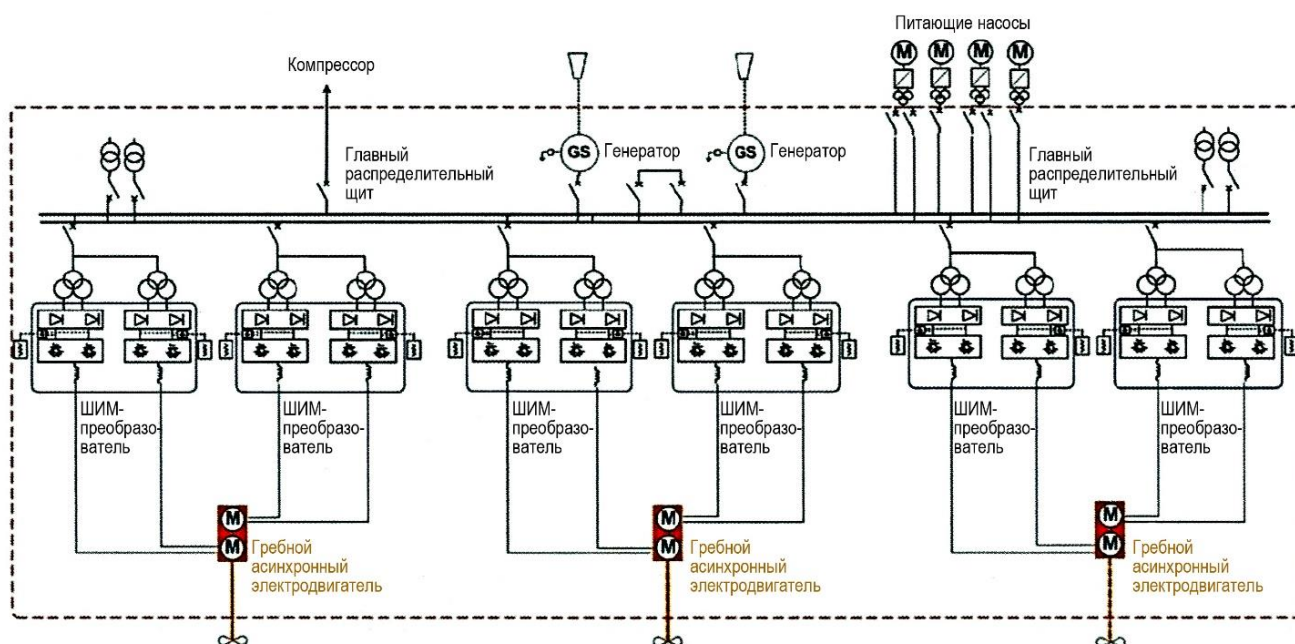 Питающие насосы
M M M M
Компрессор
GS Генератор
GS Генератор
Главный
распределительный
щит
Главный
распределительный
щит
ШИМ-
преобразо-
ватель
ШИМ-
преобразо-
ватель
ШИМ-
преобразо-
ватель
ШИМ-
преобразо-
ватель
ШИМ-
преобразо-
ватель
ШИМ-
преобразо-
ватель
M
M
Гребной
асинхронный
электродвигатель
M
M
Гребной
асинхронный
электродвигатель
M
M
Гребной
асинхронный
электродвигатель